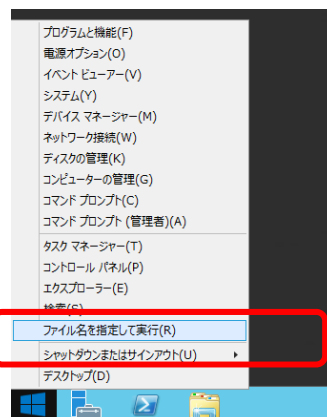 プログラムと機能(F)
電源オプション(O)
イベント ビューアー(V)
システム(Y)
デバイス マネージャー(M)
ネットワーク接続(W)
ディスクの管理(K)
コンピューターの管理(G)
コマンド プロンプト(C)
コマンド プロンプト (管理者)(A)
タスク マネージャー(T)
コントロール パネル(P)
エクスプローラー(E)
検索(S)
ファイル名を指定して実行(R)
シャットダウンまたはサインアウト(U)
デスクトップ(D)